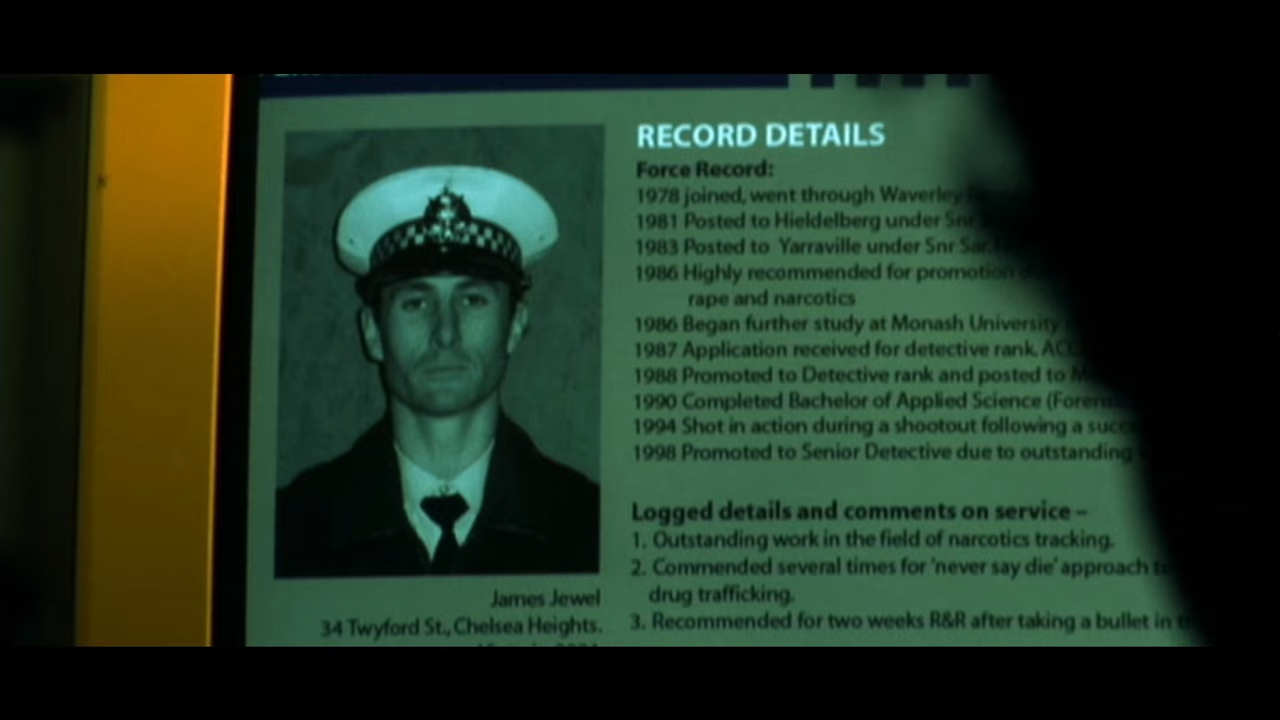 RECORD DETAILS
Force Record:
1978 joined, went through Waverley
1981 Posted to Hieldelberg under Snr
1983 Posted to Yarraville under Snr Sar.
1986 Highly recommended for promotion
rape and narcotics
1986 Began further study at Monash University
1987 Application received for detective rank.
1988 Promoted to Detective rank and posted to
1990 Completed Bachelor of Applied Science
1994 Shot in action during a shootout following a
1998 Promoted to Senior Detective due to outstanding
Logged details and comments on service –
1. Outstanding work in the field of narcotics tracking.
2. Commended several times for 'never say die' approach
drug trafficking.
3. Recommended for two weeks R&R after taking a bullet in
James Jewel
34 Twyford St., Chelsea Heights.